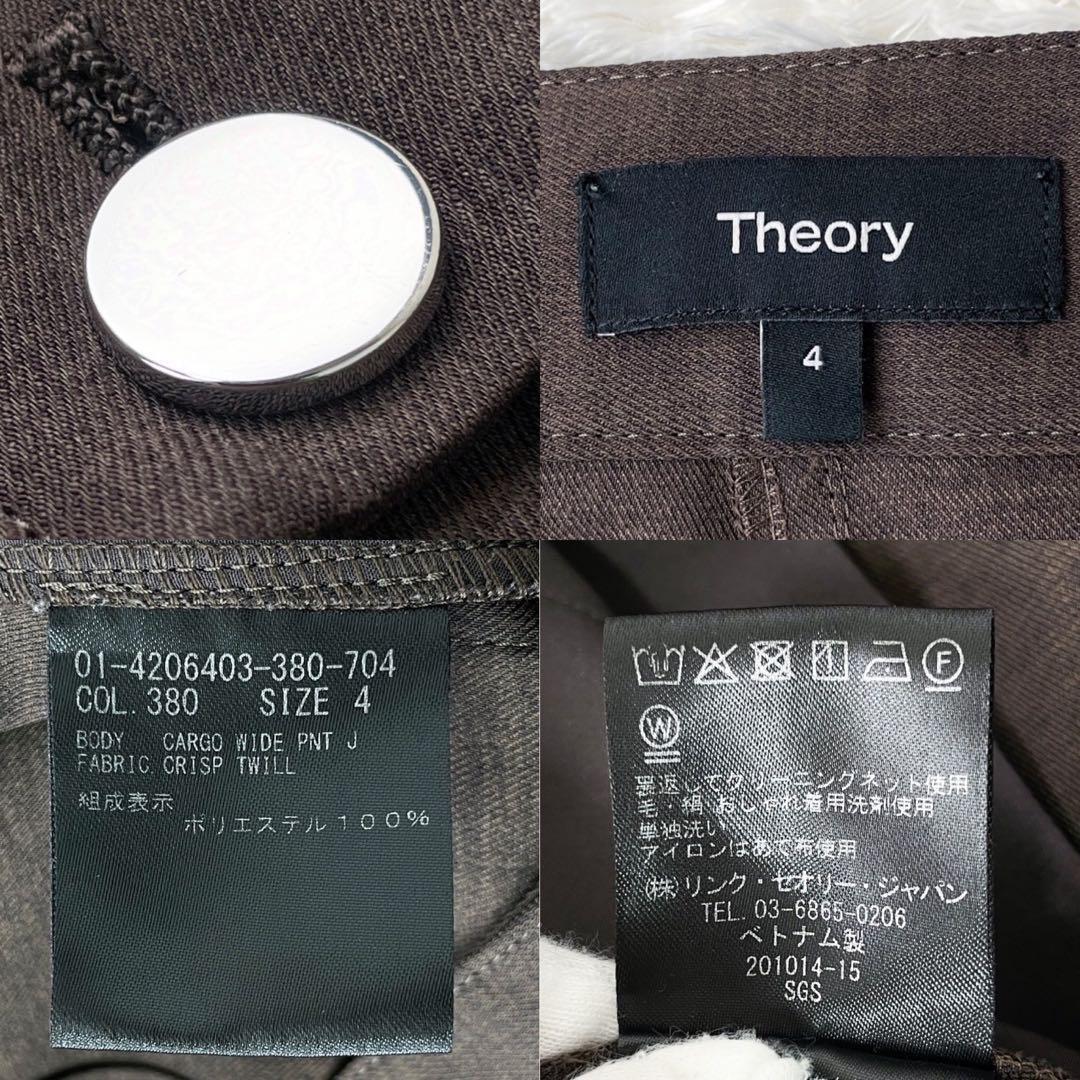 Theory
4
01-4206403-380-704
COL.380 SIZE 4
BODY CARGO WIDE PNT J
FABRIC CRISP TWILL
組成表示
ポリエステル100%
F
W
裏返してクリーニングネット使用
毛・絹 おしゃれ着用洗剤使用
単独洗い
アイロンはあて布使用
(株)リンク・セオリー・ジャパン
TEL. 03-6865-0206
ベトナム製
201014-15
SGS